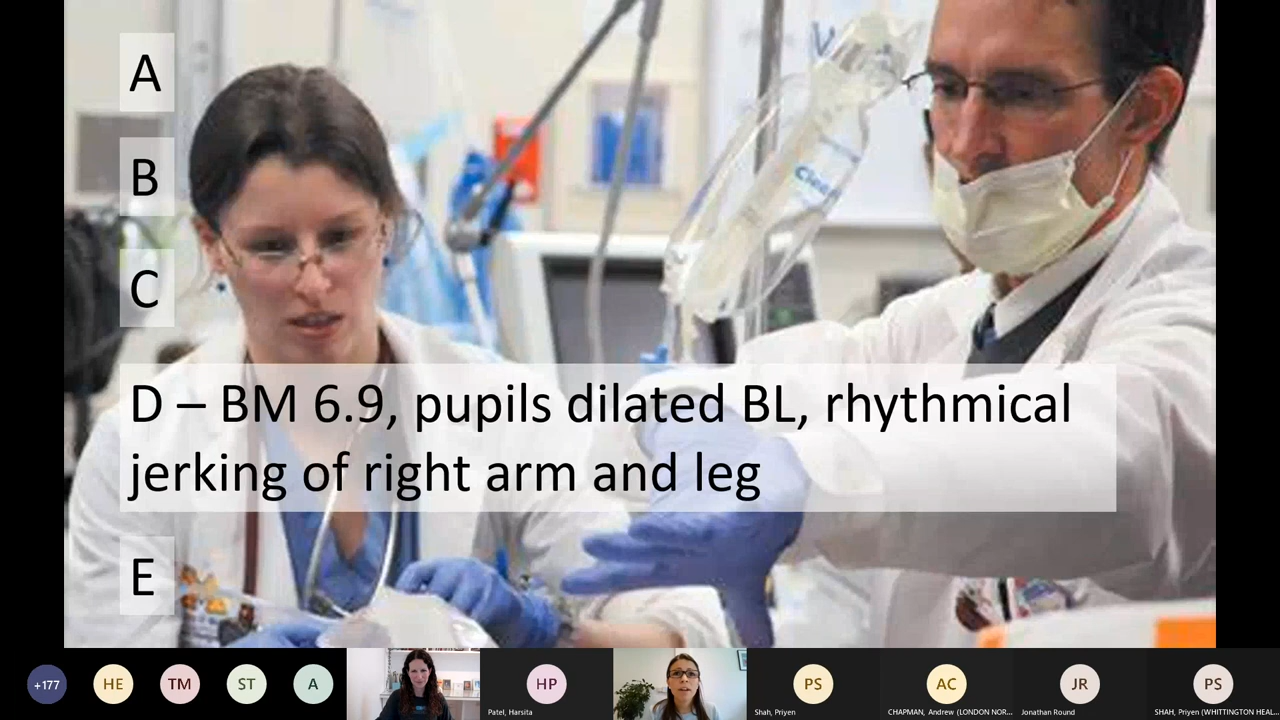 A
B
C
D – BM 6.9, pupils dilated BL, rhythmical
jerking of right arm and leg
E
+177
HE
TM
ST
A
HP
Patel, Harsita
PS
Shah, Priyen
AC
CHAPMAN, Andrew (LONDON NOR...
JR
Jonathan Round
PS
SHAH, Priyen (WHITTINGTON HEAL...